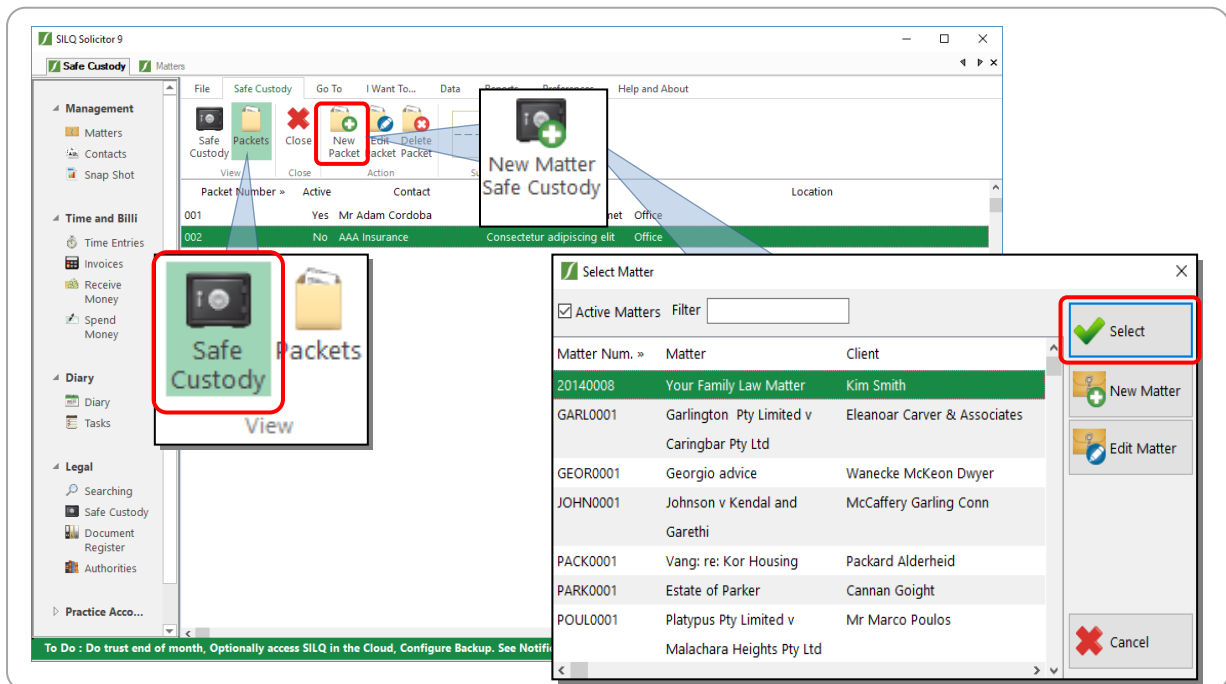 SILQ Solicitor 9
Safe Custody Matters
File Safe Custody Go To I Want To... Data Reports Preferences Help and About
Management
Matters
Contacts
Snap Shot
Time and Billi
Time Entries
Invoices
Receive
Money
Spend
Money
Diary
Diary
Tasks
Legal
Searching
Safe Custody
Document
Register
Authorities
Practice Acco...
Safe
Custody
Packets
Close
New
Packet
Edit
Packet
Delete
Packet
View Close Action
New Matter
Safe Custody
Packet Number » Active Contact Location
001 Yes Mr Adam Cordoba met Office
002 No AAA Insurance Consectetur adipiscing elit Office
Safe
Custody
Packets
View
Select Matter
Active Matters Filter
Matter Num. » Matter Client
20140008 Your Family Law Matter Kim Smith
GARL0001 Garlington Pty Limited v Eleanoar Carver & Associates
Caringbar Pty Ltd
GEOR0001 Georgio advice Wanecke McKeon Dwyer
JOHN0001 Johnson v Kendal and McCaffery Garling Conn
Garethi
PACK0001 Vang: re: Kor Housing Packard Alderheid
PARK0001 Estate of Parker Cannan Goight
POUL0001 Platypus Pty Limited v Mr Marco Poulos
Malachara Heights Pty Ltd
Select
New Matter
Edit Matter
Cancel
To Do : Do trust end of month, Optionally access SILQ in the Cloud, Configure Backup. See Notifi